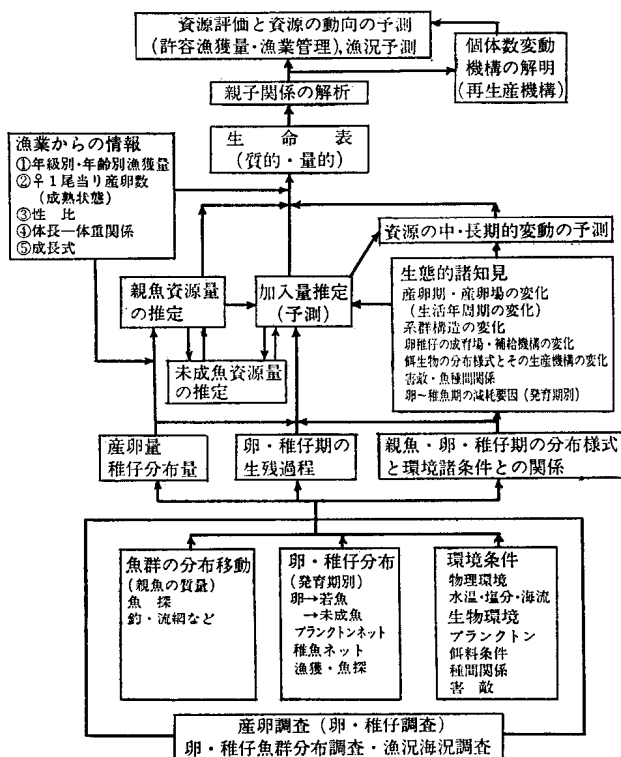 資源評価と資源の動向の予測
(許容漁獲量・漁業管理),漁況予測
個体数変動
機構の解明
(再生産機構)
親子関係の解析
生命表
(質的・量的)
漁業からの情報
①年級別・年齢別漁獲量
②♀1尾当り産卵数
(成熟状態)
③性比
④体長―体重関係
⑤成長式
資源の中・長期的変動の予測
親魚資源量
の推定
加入量推定
(予測)
生態的諸知見
産卵期・産卵場の変化
(生活年周期の変化)
系群構造の変化
卵稚仔の成育場・補給機構の変化
餌生物の分布様式とその生産機構の変化
害敵・魚種間関係
卵~稚魚期の減耗要因(発育期別)
未成魚資源量
の推定
産卵量
稚仔分布量
卵・稚仔期の
生残過程
親魚・卵・稚仔期の分布様式
と環境諸条件との関係
魚群の分布移動
(親魚の質量)
魚探
釣・流網など
卵・稚仔分布
(発育期別)
卵→若魚
→未成魚
プランクトンネット
稚魚ネット
漁獲・魚探
環境条件
物理環境
水温・塩分・海流
生物環境
プランクトン
餌料条件
種間関係
害敵
産卵調査(卵・稚仔調査)
卵・稚仔魚群分布調査・漁況海況調査